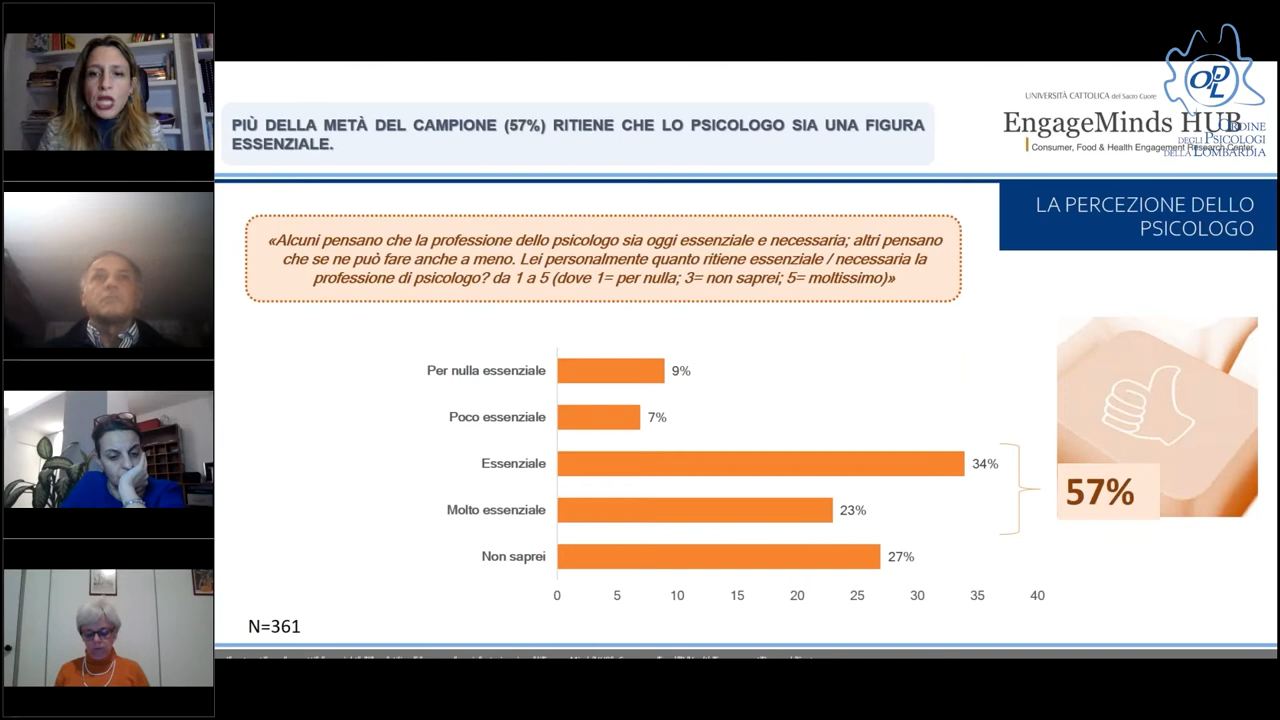 PIÙ DELLA METÀ DEL CAMPIONE (57%) RITIENE CHE LO PSICOLOGO SIA UNA FIGURA
ESSENZIALE.
UNIVERSITÀ CATTOLICA del Sacro Cuore
EngageMinds HUB
Consumer, Food & Health Engagement Research Center
OPL
ORDINE
DEGLI PSICOLOGI
DELLA LOMBARDIA
LA PERCEZIONE DELLO
PSICOLOGO
«Alcuni pensano che la professione dello psicologo sia oggi essenziale e necessaria; altri pensano
che se ne può fare anche a meno. Lei personalmente quanto ritiene essenziale / necessaria la
professione di psicologo? da 1 a 5 (dove 1= per nulla; 3= non saprei; 5= moltissimo)»
Per nulla essenziale 9%
Poco essenziale 7%
Essenziale 34%
Molto essenziale 23%
Non saprei 27%
0 5 10 15 20 25 30 35 40
57%
N=361